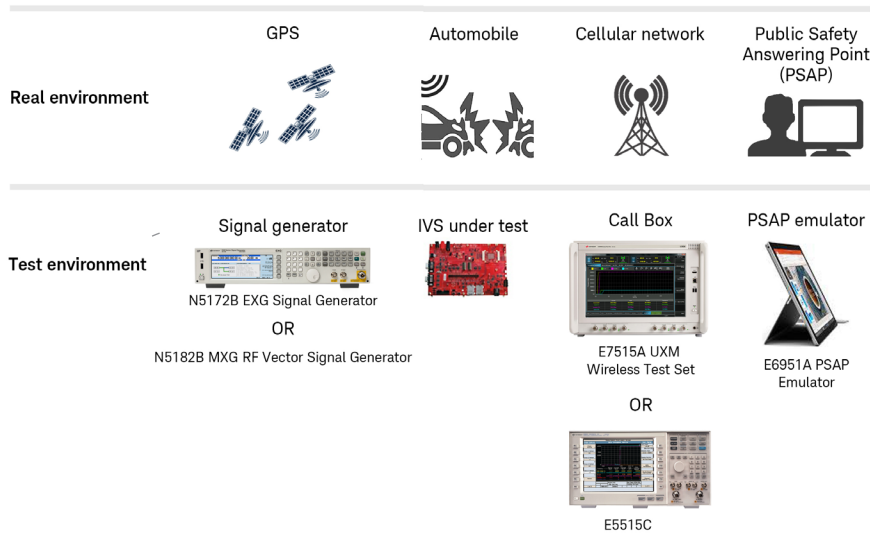 GPS
Automobile
Cellular network
Public Safety
Answering Point
(PSAP)
Real environment
Signal generator
IVS under test
Call Box
PSAP emulator
Test environment
N5172B EXG Signal Generator
OR
N5182B MXG RF Vector Signal Generator
E7515A UXM
Wireless Test Set
E6951A PSAP
Emulator
OR
E5515C